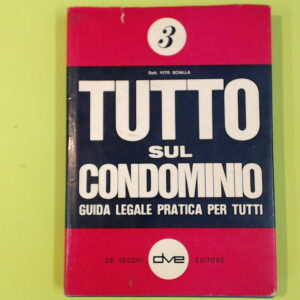 3
Dott. VITO SCIALLA
TUTTO
SUL
CONDOMINIO
GUIDA LEGALE PRATICA PER TUTTI
DE VECCHI dve EDITORE